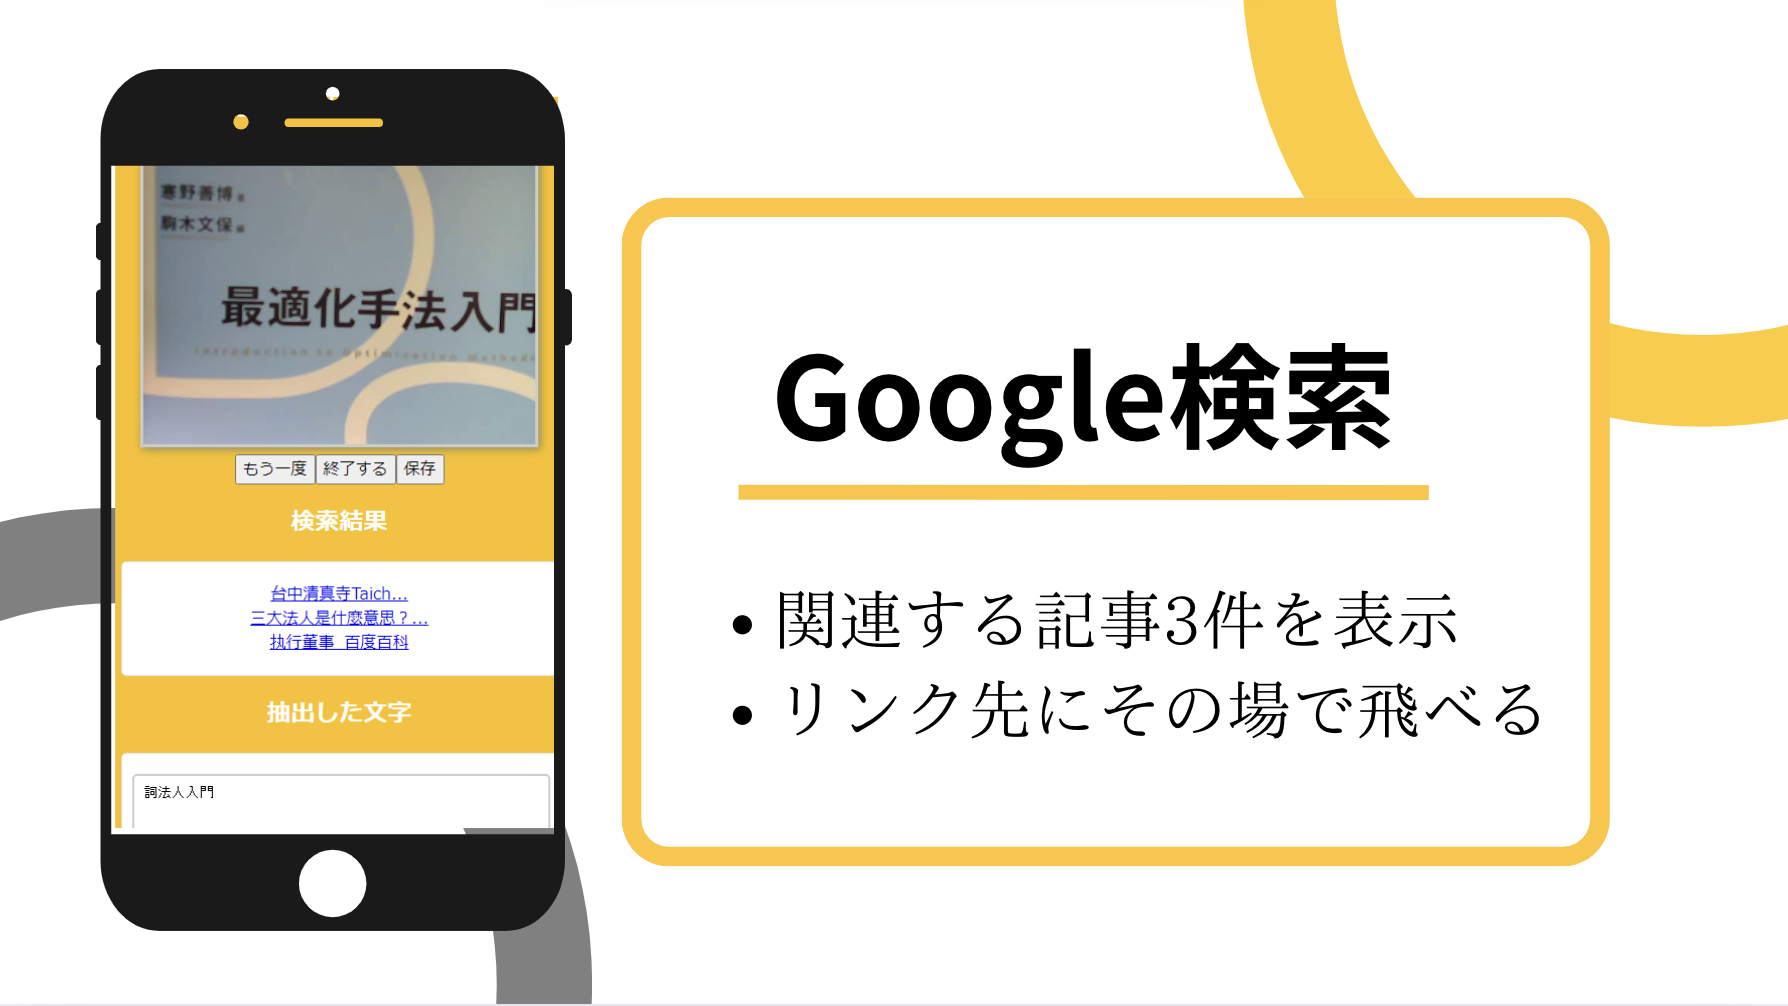 寒野善博 著
駒木文保 編
最適化手法入門
Introduction to Optimization Methods
もう一度 終了する 保存
検索結果
台中清真寺Taich...
三大法人是什麼意思？...
执行董事_百度百科
抽出した文字
詞法人入門
Google検索
• 関連する記事3件を表示
• リンク先にその場で飛べる